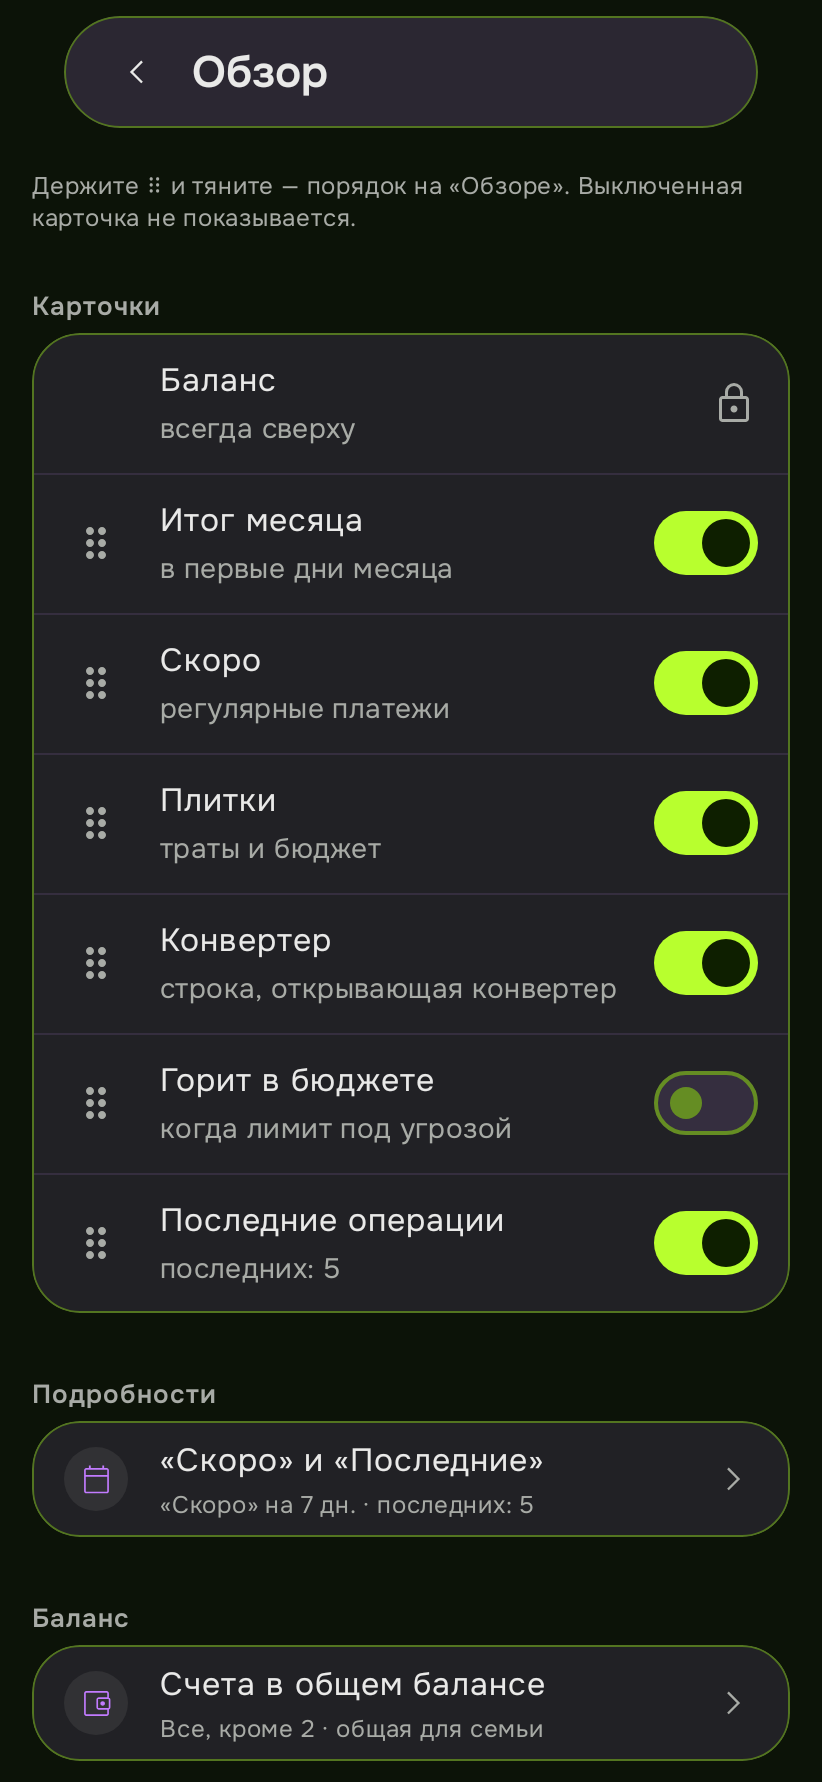 Обзор
Держите ⠿ и тяните — порядок на «Обзоре». Выключенная
карточка не показывается.
Карточки
Баланс
всегда сверху
Итог месяца
в первые дни месяца
Скоро
регулярные платежи
Плитки
траты и бюджет
Конвертер
строка, открывающая конвертер
Горит в бюджете
когда лимит под угрозой
Последние операции
последних: 5
Подробности
«Скоро» и «Последние»
«Скоро» на 7 дн. · последних: 5
Баланс
Счета в общем балансе
Все, кроме 2 · общая для семьи